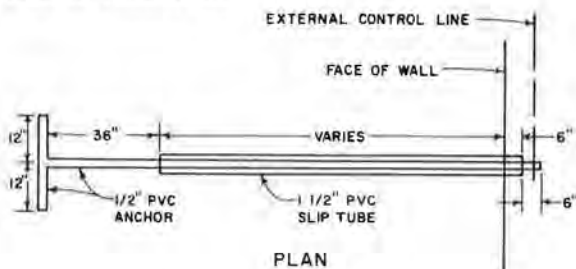 EXTERNAL CONTROL LINE
FACE OF WALL
12"
36"
VARIES
6"
12"
1/2" PVC
ANCHOR
1 1/2" PVC
SLIP TUBE
6"
PLAN